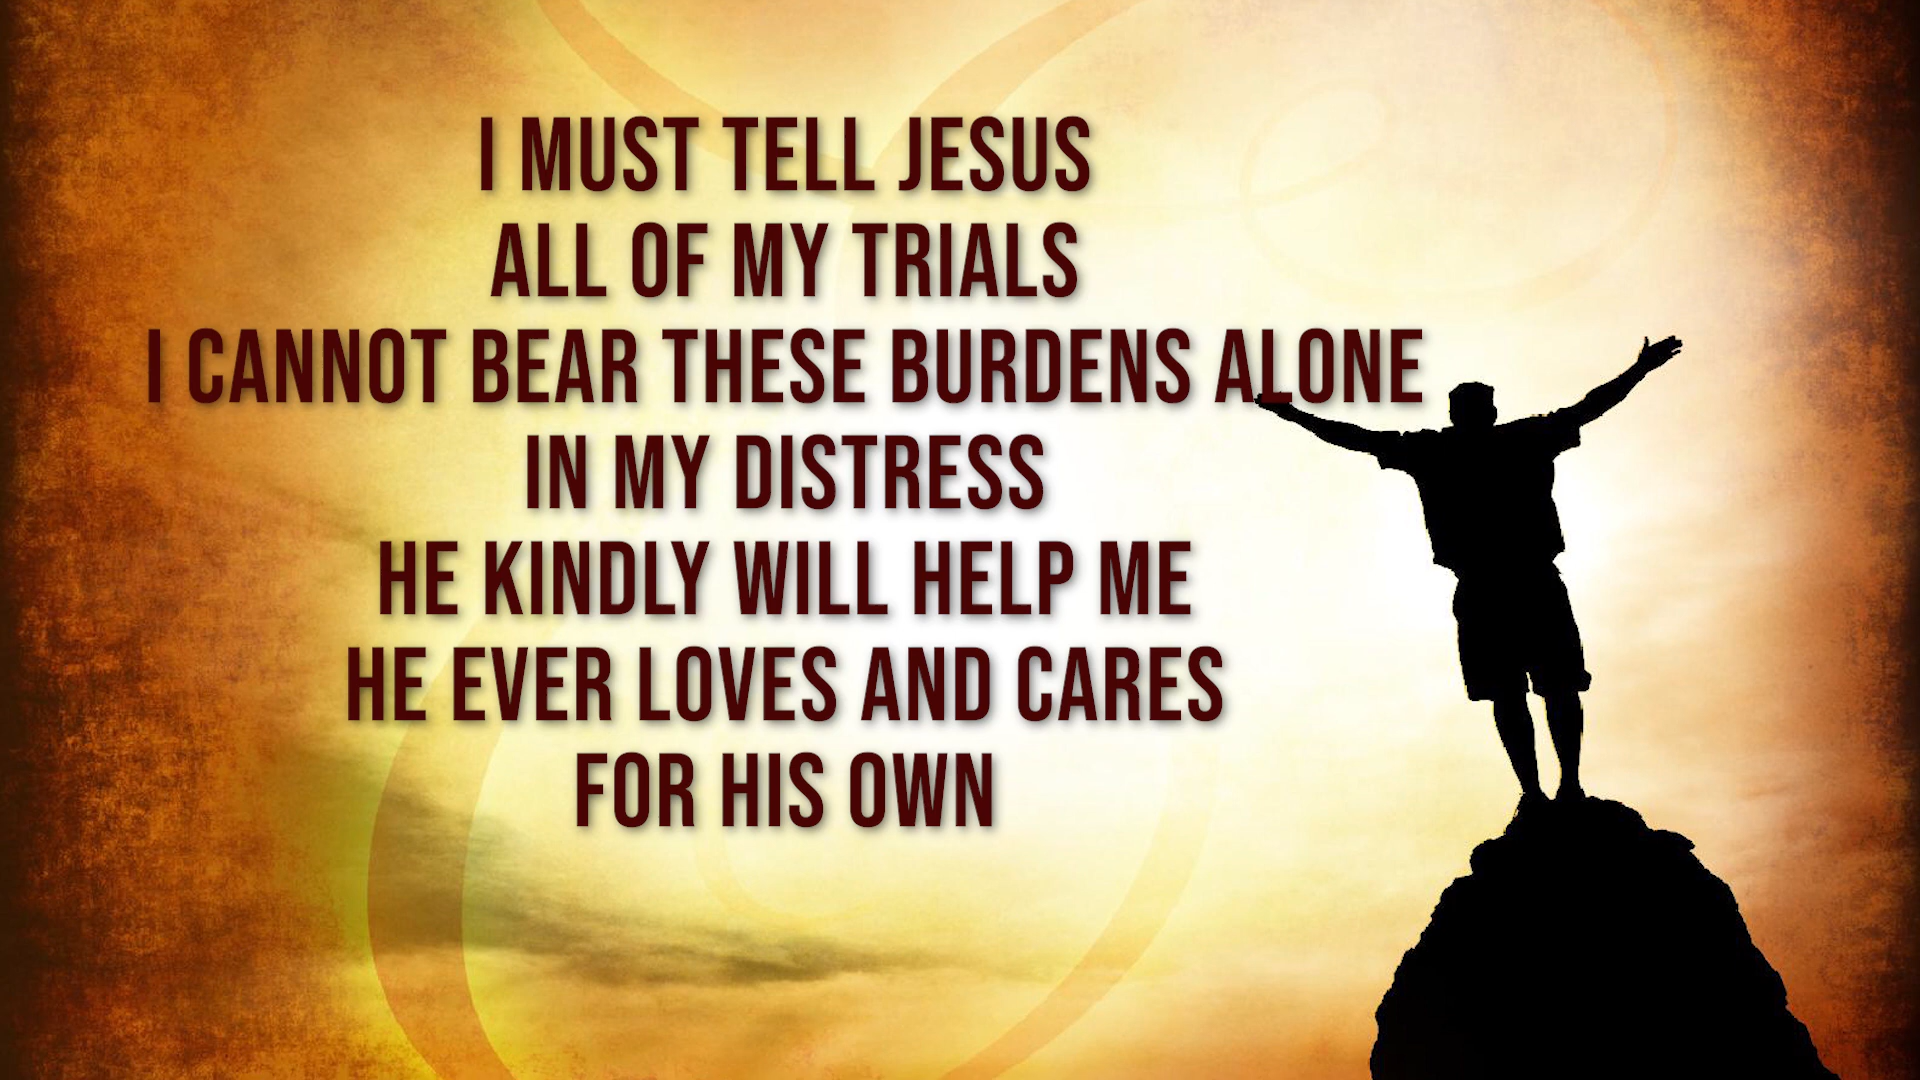 I MUST TELL JESUS
ALL OF MY TRIALS
I CANNOT BEAR THESE BURDENS ALONE
IN MY DISTRESS
HE KINDLY WILL HELP ME
HE EVER LOVES AND CARES
FOR HIS OWN